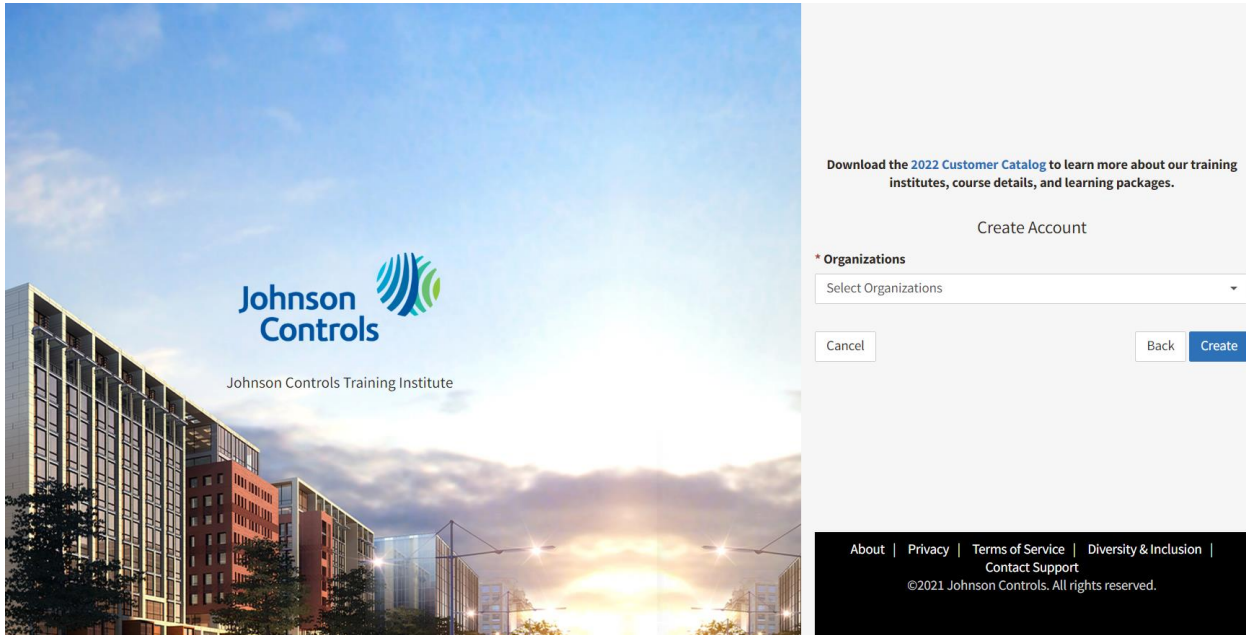 Johnson
Controls
Johnson Controls Training Institute
Download the 2022 Customer Catalog to learn more about our training
institutes, course details, and learning packages.
Create Account
* Organizations
Select Organizations
Cancel
Back
Create
About | Privacy | Terms of Service | Diversity & Inclusion |
Contact Support
©2021 Johnson Controls. All rights reserved.